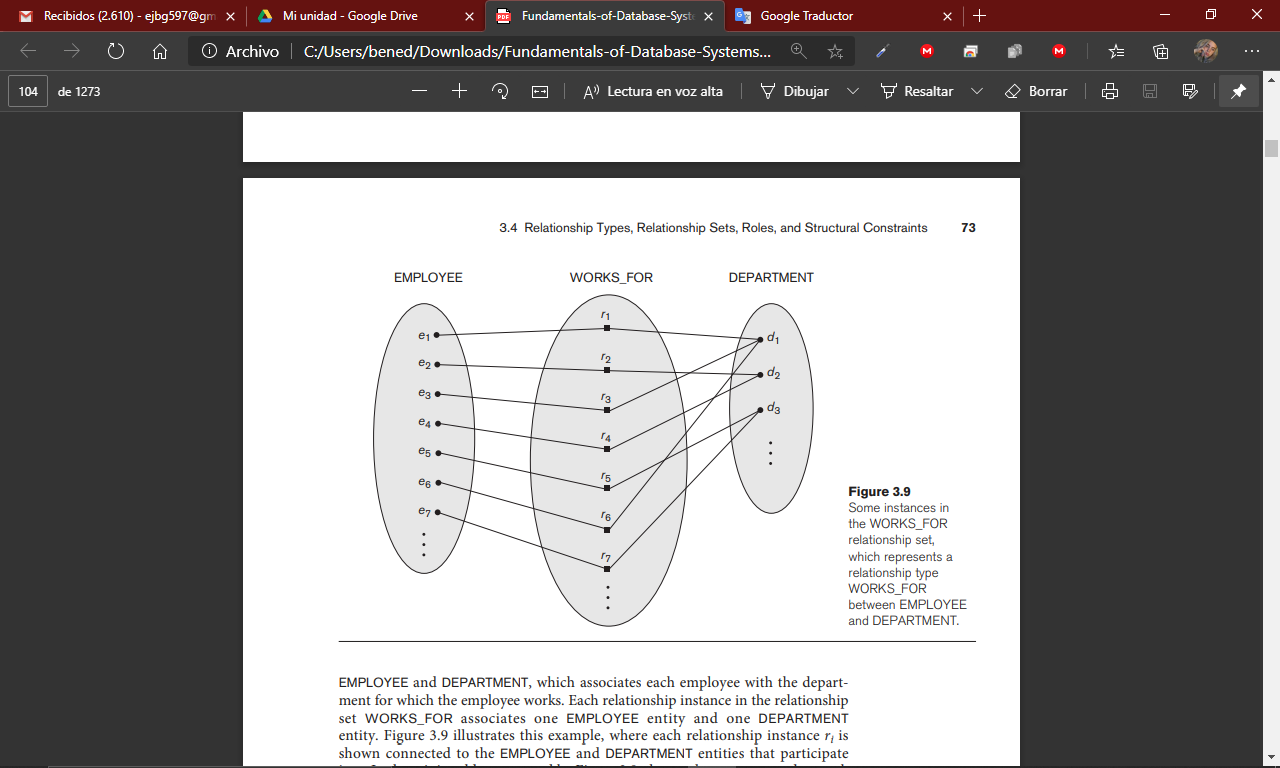 Recibidos (2.610) - ejbg597@gm
Mi unidad - Google Drive
Fundamentals-of-Database-Syst
Google Traductor
Archivo
C:/Users/bened/Downloads/Fundamentals-of-Database-Systems...
104 de 1273
Lectura en voz alta
Dibujar
Resaltar
Borrar
3.4 Relationship Types, Relationship Sets, Roles, and Structural Constraints 73
EMPLOYEE WORKS_FOR DEPARTMENT
e1
e2
e3
e4
e5
e6
e7
r1
r2
r3
r4
r5
r6
r7
d1
d2
d3
Figure 3.9
Some instances in
the WORKS_FOR
relationship set,
which represents a
relationship type
WORKS_FOR
between EMPLOYEE
and DEPARTMENT.
EMPLOYEE and DEPARTMENT, which associates each employee with the depart-
ment for which the employee works. Each relationship instance in the relationship
set WORKS_FOR associates one EMPLOYEE entity and one DEPARTMENT
entity. Figure 3.9 illustrates this example, where each relationship instance ri is
shown connected to the EMPLOYEE and DEPARTMENT entities that participate